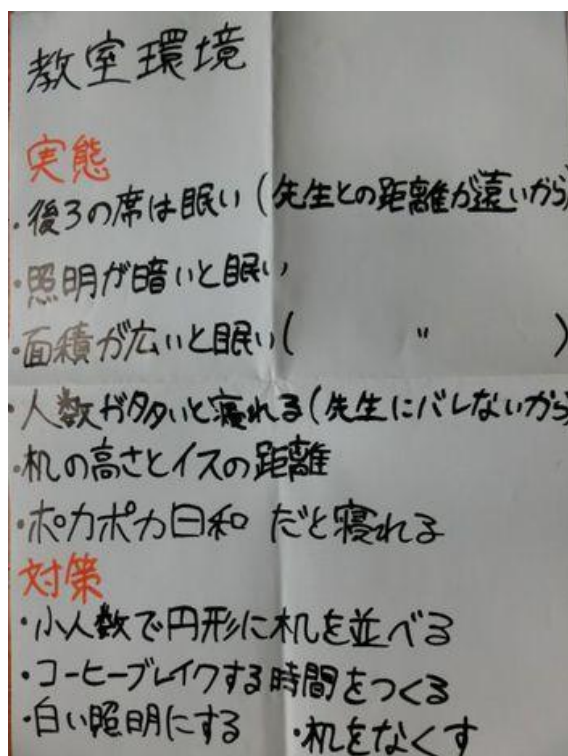 教室環境
実態
・後ろの席は眠い(先生との距離が遠いから)
・照明が暗いと眠い
・面積が広いと眠い( 〃 )
・人数が多いと寝れる(先生にバレないから)
・机の高さとイスの距離
・ポカポカ日和だと寝れる
対策
・小人数で円形に机を並べる
・コーヒーブレイクする時間をつくる
・白い照明にする ・机をなくす